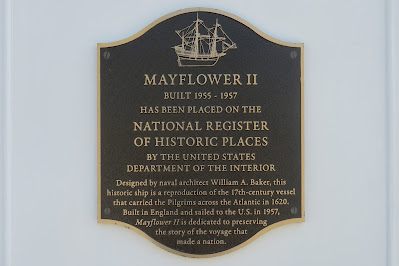 MAYFLOWER II
BUILT 1955 - 1957
HAS BEEN PLACED ON THE
NATIONAL REGISTER
OF HISTORIC PLACES
BY THE UNITED STATES
DEPARTMENT OF THE INTERIOR
Designed by naval architect William A. Baker, this
historic ship is a reproduction of the 17th-century vessel
that carried the Pilgrims across the Atlantic in 1620.
Built in England and sailed to the U.S. in 1957,
Mayflower II is dedicated to preserving
the story of the voyage that
made a nation.